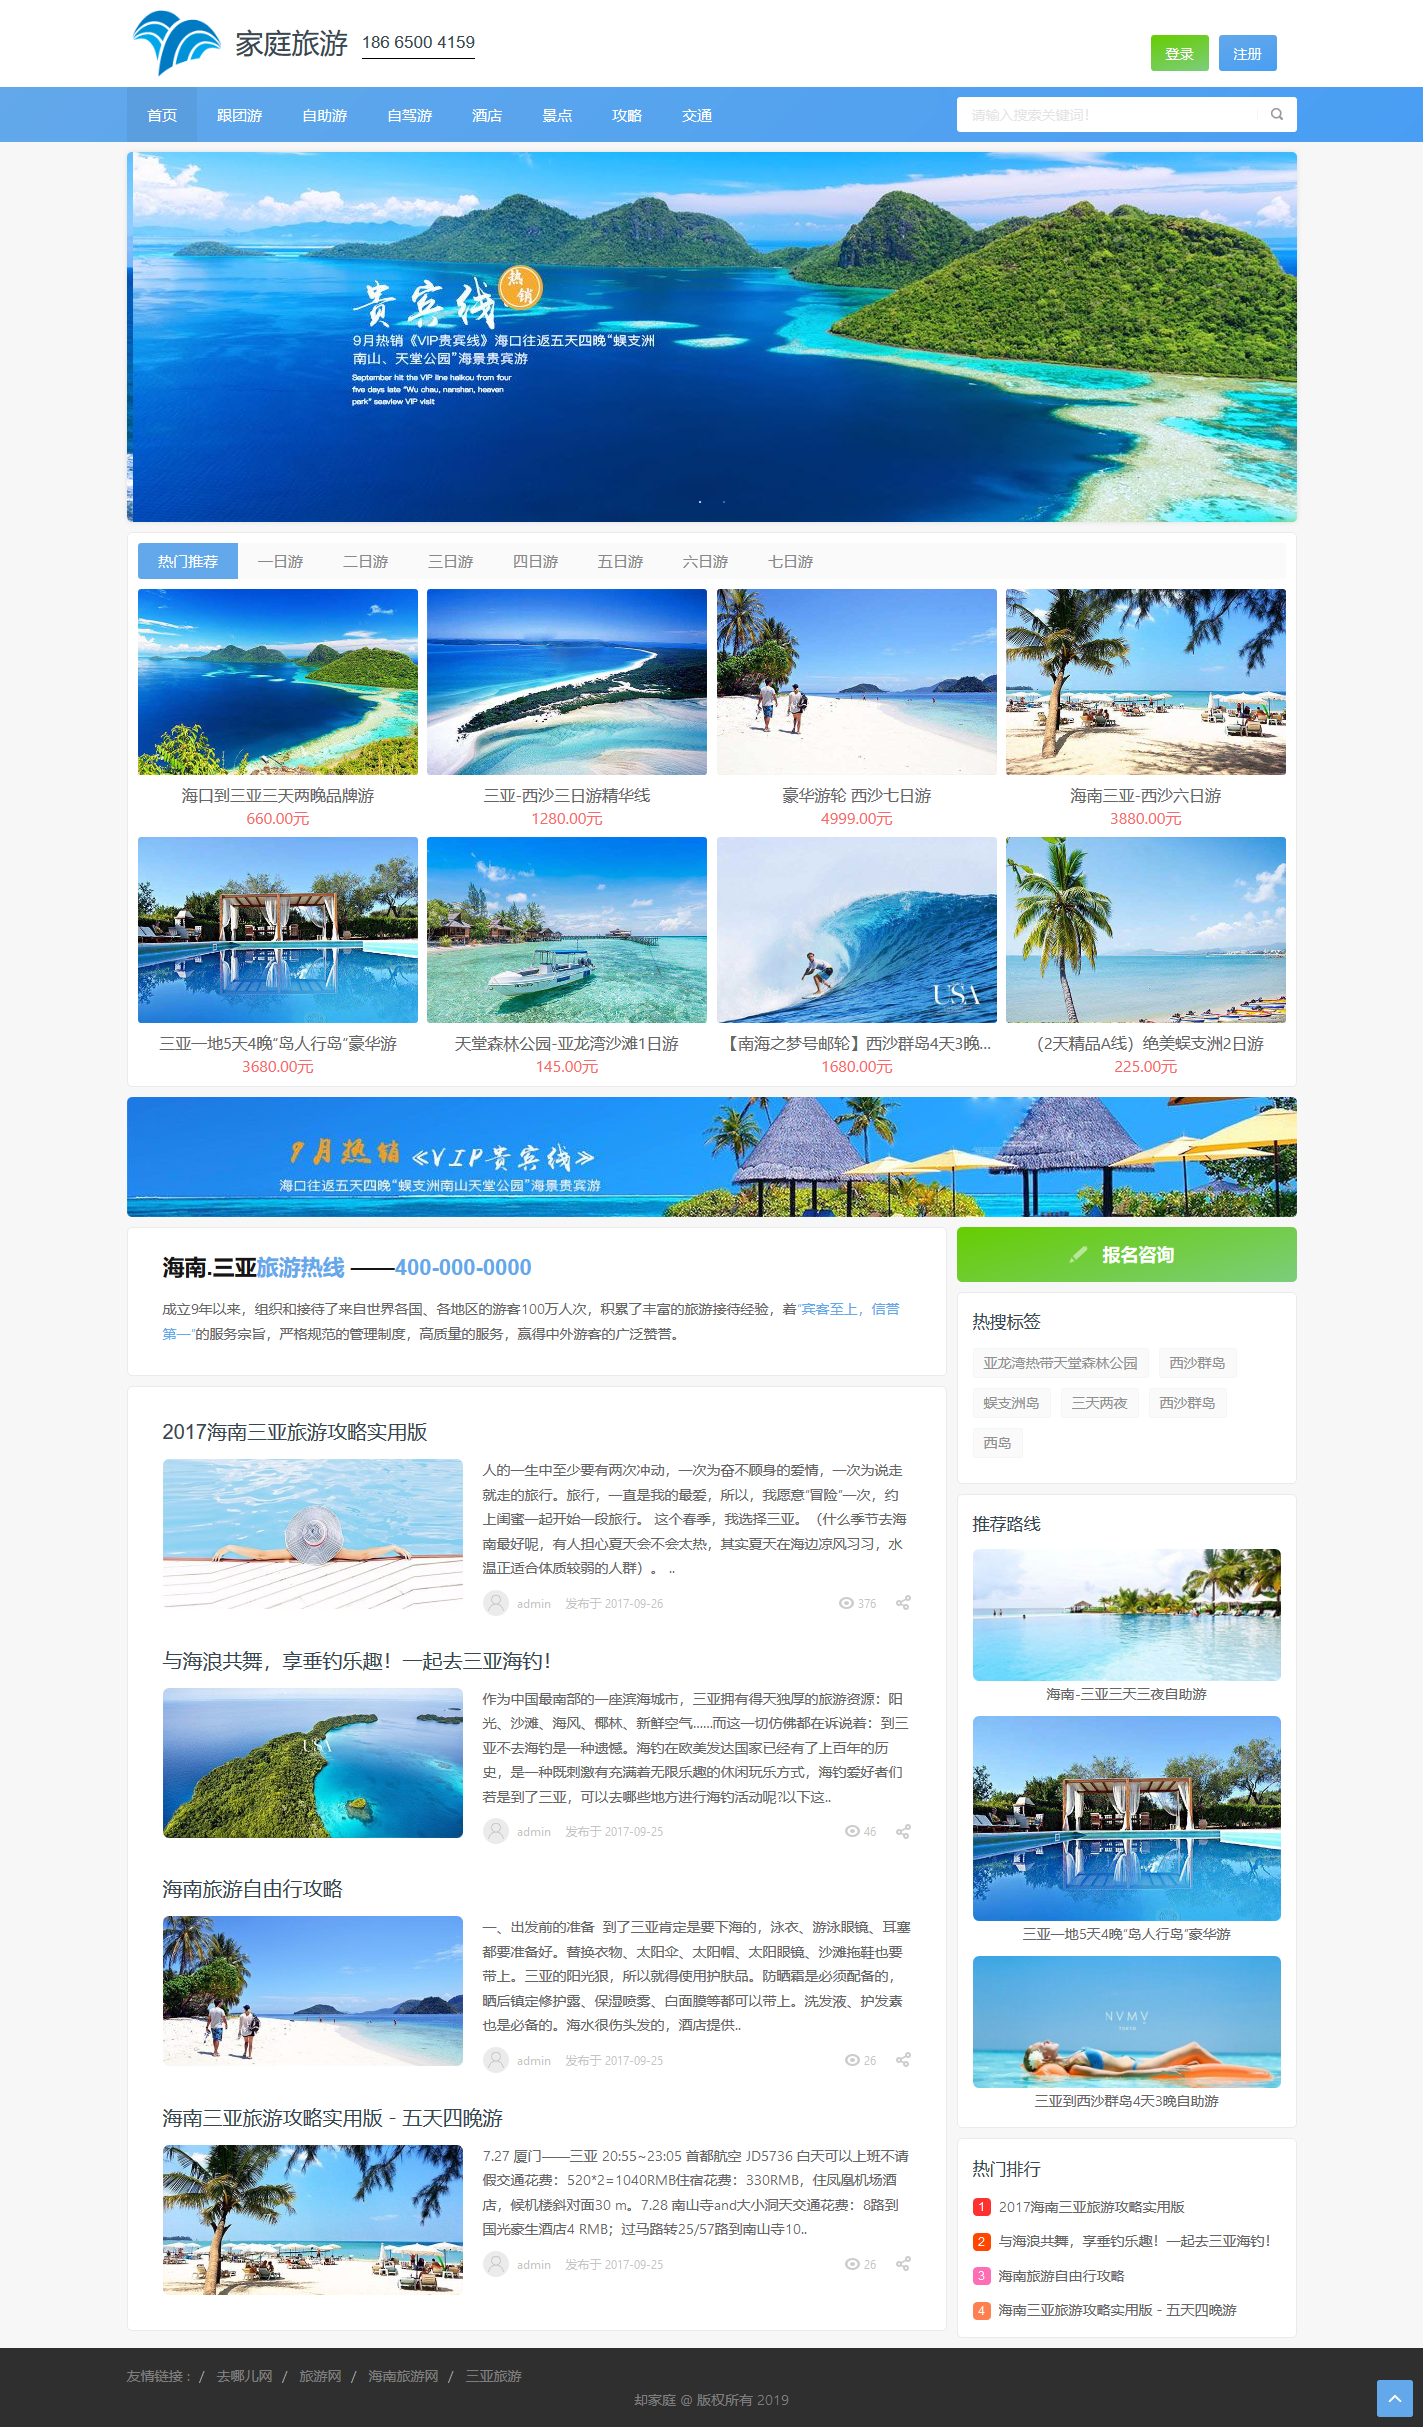 家庭旅游
186 6500 4159
登录
注册
首页
跟团游
自助游
自驾游
酒店
景点
攻略
交通
请输入搜索关键词!
贵宾线
热销
9月热销《VIP贵宾线》海口往返五天四晚“蜈支洲
南山、天堂公园”海景贵宾游
September hit the VIP line haikou from four
five days late "Wu chau, nanshan, heaven
park" seaview VIP visit
热门推荐
一日游
二日游
三日游
四日游
五日游
六日游
七日游
海口到三亚三天两晚品牌游
660.00元
三亚-西沙三日游精华线
1280.00元
豪华游轮 西沙七日游
4999.00元
海南三亚-西沙六日游
3880.00元
USA
三亚一地5天4晚“岛人行岛”豪华游
3680.00元
天堂森林公园-亚龙湾沙滩1日游
145.00元
【南海之梦号邮轮】西沙群岛4天3晚...
1680.00元
（2天精品A线）绝美蜈支洲2日游
225.00元
9月热销《VIP贵宾线》
海口往返五天四晚“蜈支洲南山天堂公园”海景贵宾游
海南.三亚旅游热线 ——400-000-0000
成立9年以来，组织和接待了来自世界各国、各地区的游客100万人次，积累了丰富的旅游接待经验，着“宾客至上，信誉
第一”的服务宗旨，严格规范的管理制度，高质量的服务，赢得中外游客的广泛赞誉。
报名咨询
热搜标签
亚龙湾热带天堂森林公园
西沙群岛
蜈支洲岛
三天两夜
西沙群岛
西岛
2017海南三亚旅游攻略实用版
人的一生中至少要有两次冲动，一次为奋不顾身的爱情，一次为说走
就走的旅行。旅行，一直是我的最爱，所以，我愿意“冒险”一次，约
上闺蜜一起开始一段旅行。 这个春季，我选择三亚。（什么季节去海
南最好呢，有人担心夏天会不会太热，其实夏天在海边凉风习习，水
温正适合体质较弱的人群）。 ..
admin 发布于 2017-09-26
376
与海浪共舞，享垂钓乐趣！一起去三亚海钓！
USA
作为中国最南部的一座滨海城市，三亚拥有得天独厚的旅游资源：阳
光、沙滩、海风、椰林、新鲜空气......而这一切仿佛都在诉说着：到三
亚不去海钓是一种遗憾。海钓在欧美发达国家已经有了上百年的历
史，是一种既刺激有充满着无限乐趣的休闲玩乐方式，海钓爱好者们
若是到了三亚，可以去哪些地方进行海钓活动呢?以下这..
admin 发布于 2017-09-25
46
海南旅游自由行攻略
一、出发前的准备 到了三亚肯定是要下海的，泳衣、游泳眼镜、耳塞
都要准备好。替换衣物、太阳伞、太阳帽、太阳眼镜、沙滩拖鞋也要
带上。三亚的阳光狠，所以就得使用护肤品。防晒霜是必须配备的，
晒后镇定修护露、保湿喷雾、白面膜等都可以带上。洗发液、护发素
也是必备的。海水很伤头发的，酒店提供..
admin 发布于 2017-09-25
26
海南三亚旅游攻略实用版 - 五天四晚游
7.27 厦门——三亚 20:55~23:05 首都航空 JD5736 白天可以上班不请
假交通花费：520*2=1040RMB住宿花费：330RMB，住凤凰机场酒
店，候机楼斜对面30 m。7.28 南山寺and大小洞天交通花费：8路到
国光豪生酒店4 RMB；过马路转25/57路到南山寺10..
admin 发布于 2017-09-25
26
推荐路线
海南-三亚三天三夜自助游
三亚一地5天4晚“岛人行岛”豪华游
NVMV
三亚到西沙群岛4天3晚自助游
热门排行
1 2017海南三亚旅游攻略实用版
2 与海浪共舞，享垂钓乐趣！一起去三亚海钓！
3 海南旅游自由行攻略
4 海南三亚旅游攻略实用版 - 五天四晚游
友情链接： / 去哪儿网 / 旅游网 / 海南旅游网 / 三亚旅游
却家庭 @ 版权所有 2019